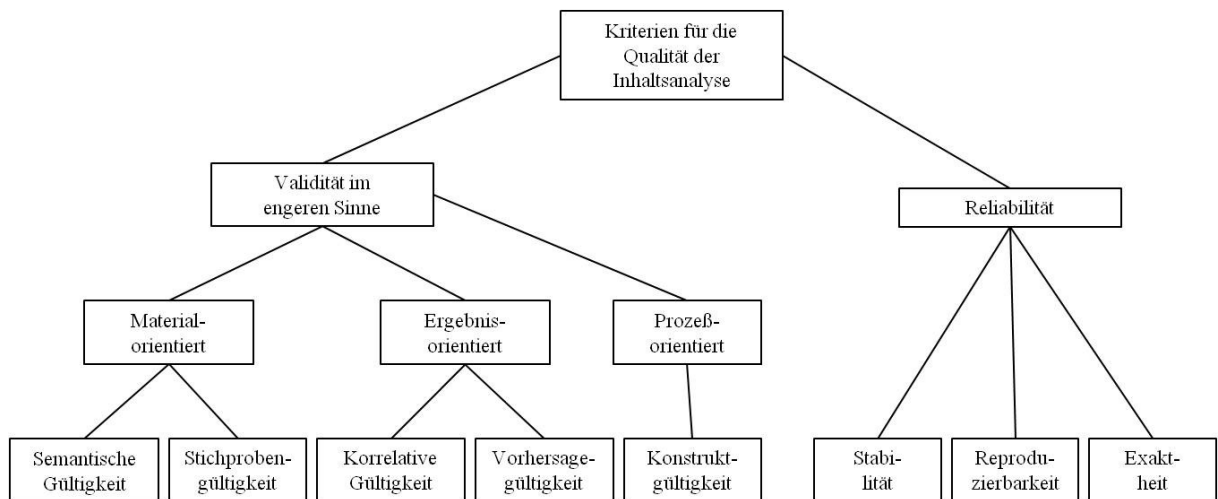 Kriterien für die
Qualität der
Inhaltsanalyse
Validität im
engeren Sinne
Reliabilität
Material-
orientiert
Ergebnis-
orientiert
Prozeß-
orientiert
Semantische
Gültigkeit
Stichproben-
gültigkeit
Korrelative
Gültigkeit
Vorhersage-
gültigkeit
Konstrukt-
gültigkeit
Stabi-
lität
Reprodu-
zierbarkeit
Exakt-
heit